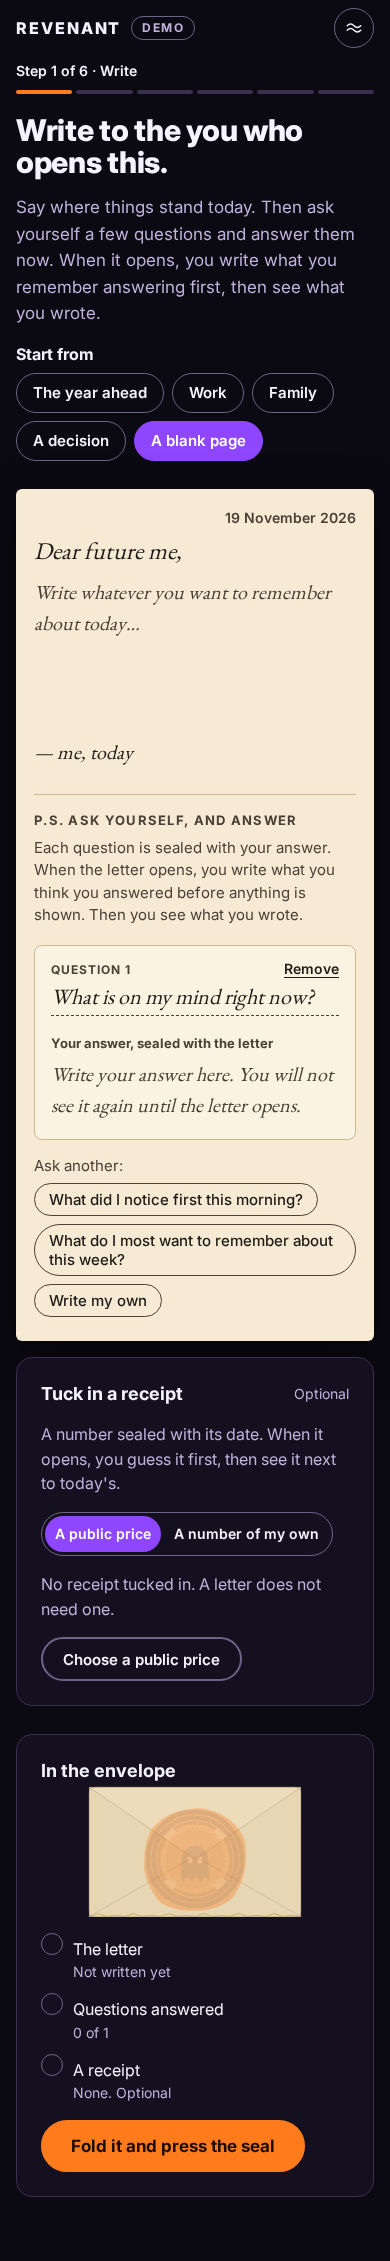 REVENANT DEMO
Step 1 of 6 · Write
Write to the you who
opens this.
Say where things stand today. Then ask
yourself a few questions and answer them
now. When it opens, you write what you
remember answering first, then see what
you wrote.
Start from
The year ahead Work Family
A decision A blank page
19 November 2026
Dear future me,
Write whatever you want to remember
about today...
— me, today
P.S. ASK YOURSELF, AND ANSWER
Each question is sealed with your answer.
When the letter opens, you write what you
think you answered before anything is
shown. Then you see what you wrote.
QUESTION 1 Remove
What is on my mind right now?
Your answer, sealed with the letter
Write your answer here. You will not
see it again until the letter opens.
Ask another:
What did I notice first this morning?
What do I most want to remember about
this week?
Write my own
Tuck in a receipt Optional
A number sealed with its date. When it
opens, you guess it first, then see it next
to today's.
A public price A number of my own
No receipt tucked in. A letter does not
need one.
Choose a public price
In the envelope
The letter
Not written yet
Questions answered
0 of 1
A receipt
None. Optional
Fold it and press the seal